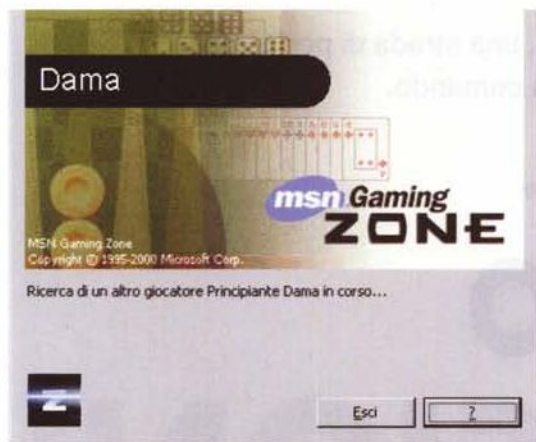 Dama
msn Gaming
ZONE
MSN Gaming Zone
Copyright © 1995-2000 Microsoft Corp.
Ricerca di un altro giocatore Principiante Dama in corso...
Z
Esci
?